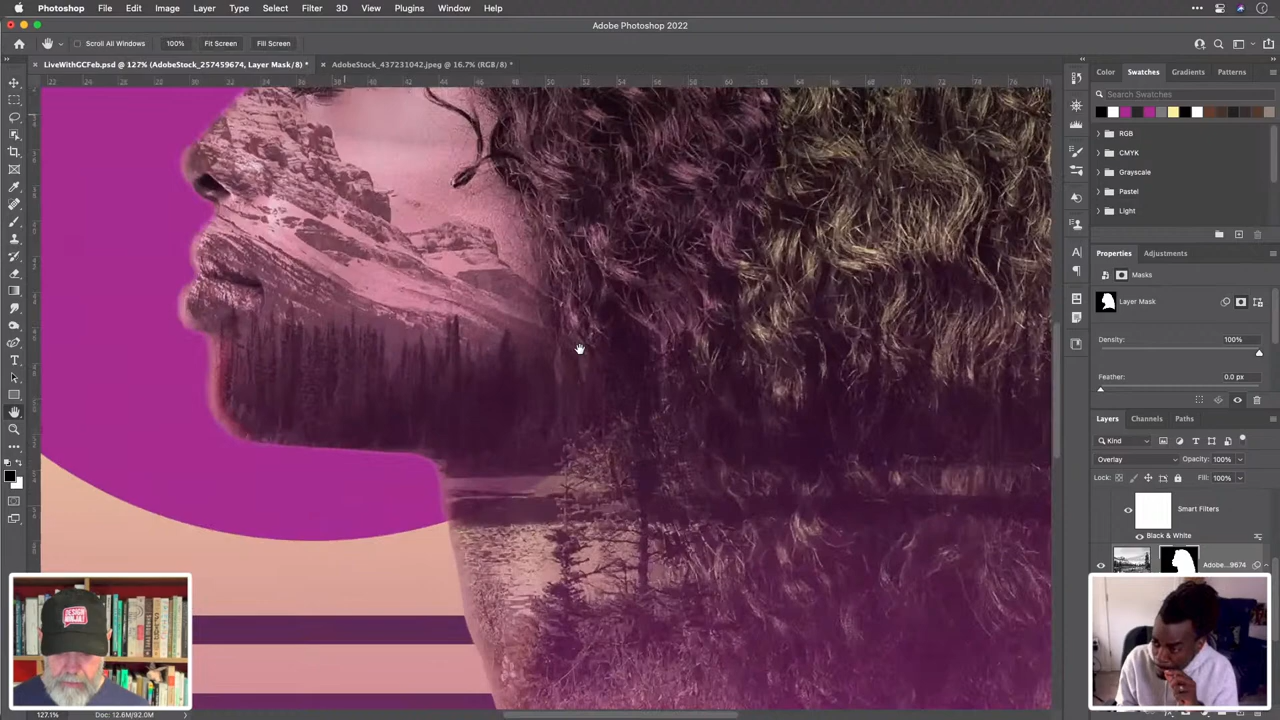 Photoshop File Edit Image Layer Type Select Filter 3D View Plugins Window Help
Adobe Photoshop 2022
Scroll All Windows 100% Fit Screen Fill Screen
LiveWithGCFeb.psd @ 127% (AdobeStock_257459674, Layer Mask/8) *
AdobeStock_437231042.jpeg @ 16.7% (RGB/8) *
Color Swatches Gradients Patterns
Search Swatches
RGB
CMYK
Grayscale
Pastel
Light
Properties Adjustments
Masks
Layer Mask
Density: 100%
Feather: 0.0 px
Layers Channels Paths
Kind
Overlay Opacity: 100%
Lock: Fill: 100%
Smart Filters
Black & White
Adobe...9674
DESIGN
NINJA!
127.1% Doc: 12.6M/92.0M